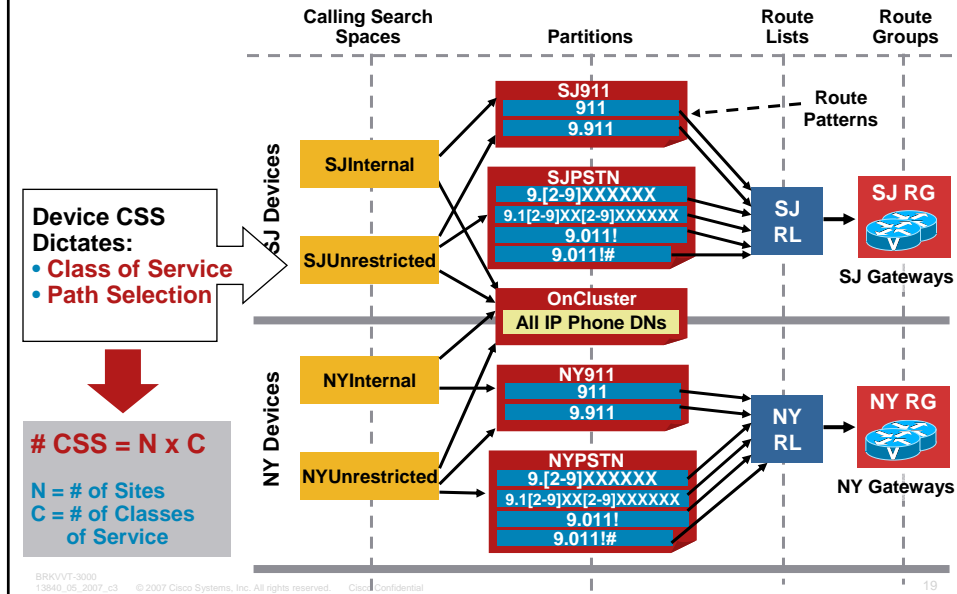 Calling Search
Spaces
Partitions
Route
Lists
Route
Groups
SJ Devices
SJInternal
SJUnrestricted
SJ911
911
9.911
Route
Patterns
SJPSTN
9.[2-9]XXXXXX
9.1[2-9]XX[2-9]XXXXXX
9.011!
9.011!#
SJ
RL
SJ RG
V
SJ Gateways
Device CSS
Dictates:
• Class of Service
• Path Selection
OnCluster
All IP Phone DNs
NY Devices
NYInternal
NYUnrestricted
NY911
911
9.911
NYPSTN
9.[2-9]XXXXXX
9.1[2-9]XX[2-9]XXXXXX
9.011!
9.011!#
NY
RL
NY RG
V
NY Gateways
# CSS = N x C
N = # of Sites
C = # of Classes
of Service
BRKVVT-3000
13840_05_2007_c3 © 2007 Cisco Systems, Inc. All rights reserved. Cisco Confidential
19